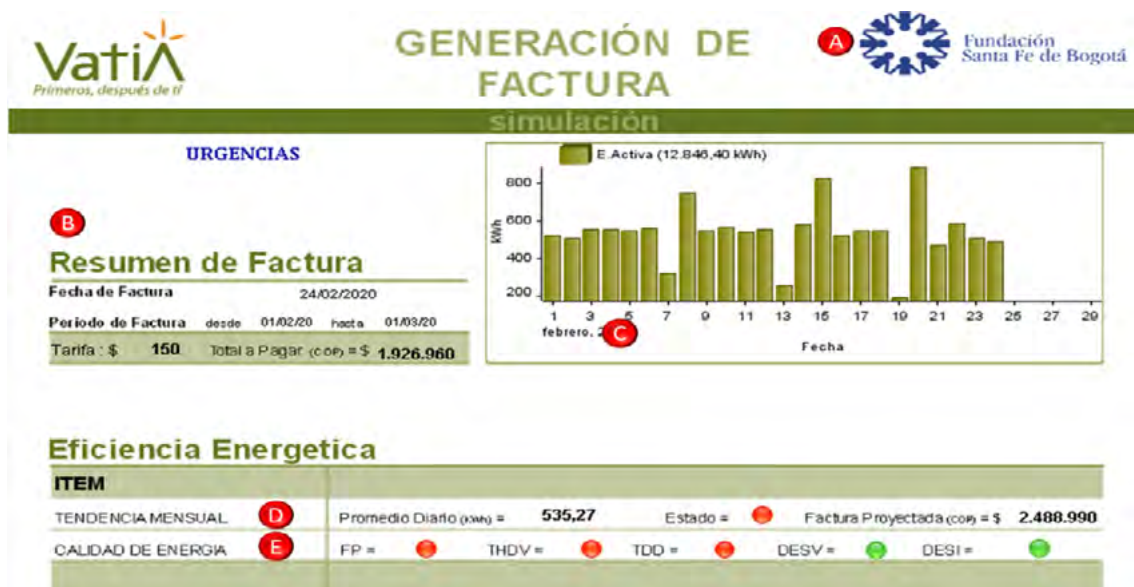 VatiA
Primeros, después de ti
GENERACIÓN DE
FACTURA
A
Fundación
Santa Fe de Bogotá
simulación
URGENCIAS
E.Activa (12.846,40 kWh)
800
600
400
200
kWh
1 3 5 7 9 11 13 15 17 19 21 23 25 27 29
febrero,
C
Fecha
B
Resumen de Factura
Fecha de Factura 24/02/2020
Periodo de Factura desde 01/02/20 hasta 01/03/20
Tarifa : $ 150 Total a Pagar (COP) = $ 1.926.960
Eficiencia Energetica
ITEM
TENDENCIA MENSUAL D Promedio Diario (KWh) = 535,27 Estado = Factura Proyectada (COP) = $ 2.488.990
CALIDAD DE ENERGIA E FP = THDV = TDD = DESV = DESI =